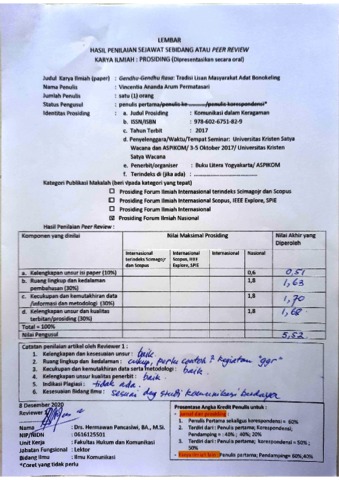 LEMBAR
HASIL PENILAIAN SEJAWAT SEBIDANG ATAU PEER REVIEW
KARYA ILMIAH : PROSIDING (Dipresentasikan secara oral)
Judul Karya Ilmiah (paper) : Gendhu-Gendhu Rasa: Tradisi Lisan Masyarakat Adat Bonokeling
Nama Penulis : Vincentia Ananda Arum Permatasari
Jumlah Penulis : satu (1) orang
Status Pengusul : penulis pertama/penulis ke ........./penulis korespondensi*
Identitas Prosiding : a. Judul Prosiding : Komunikasi dalam Keragaman
b. ISSN/ISBN : 978-602-6751-82-9
c. Tahun Terbit : 2017
d. Penyelenggara/Waktu/Tempat Seminar: Universitas Kristen Satya
Wacana dan ASPIKOM/ 3-5 Oktober 2017/ Universitas Kristen
Satya Wacana
e. Penerbit/organiser : Buku Litera Yogyakarta/ ASPIKOM
f. Terindeks di (jika ada) : ....................
Kategori Publikasi Makalah (beri √pada kategori yang tepat)
Prosiding Forum Ilmiah Internasional terindeks Scimagojr dan Scopus
Prosiding Forum Ilmiah Internasional Scopus, IEEE Explore, SPIE
Prosiding Forum Ilmiah Internasional
Prosiding Forum Ilmiah Nasional
Hasil Penilaian Peer Review :
Komponen yang dinilai Nilai Maksimal Prosiding Nilai Akhir yang Diperoleh
Internasional terindeks Scimagojr dan Scopus Internasional Scopus, IEEE Explore, SPIE Internasional Nasional
a. Kelengkapan unsur isi paper (10%) 0,6 0,51
b. Ruang lingkup dan kedalaman pembahasan (30%) 1,8 1,63
c. Kecukupan dan kemutakhiran data /informasi dan metodologi (30%) 1,8 1,70
d. Kelengkapan unsur dan kualitas terbitan/prosiding (30%) 1,8 1,68
Total = 100%
Nilai Pengusul 5,52
Catatan penilaian artikel oleh Reviewer 1 :
1. Kelengkapan dan kesesuaian unsur : baik
2. Ruang lingkup dan kedalaman : cukup, perlu contoh² kegiatan "ggr"
3. Kecukupan dan kemutakhiran data serta metodologi : baik.
4. Kelengkapan unsur kualitas penerbit : baik
5. Indikasi Plagiasi : tidak ada.
6. Kesesuaian Bidang Ilmu : sesuai dg studi komunikasi budaya
8 Desember 2020
Reviewer
Nama : Drs. Hermawan Pancasiwi, BA., M.Si.
NIP/NIDN : 0616325501
Unit Kerja : Fakultas Hukum dan Komunikasi
Jabatan Fungsional : Lektor
Bidang Ilmu : Ilmu Komunikasi
*Coret yang tidak perlu
Prosentase Angka Kredit Penulis untuk :
- Jurnal dan prosiding
1. Penulis Pertama sekaligus korespondensi = 60%
2. Terdiri dari : Penulis pertama; Korespondensi; Pendamping = : 40% ; 40%; 20%
3. Terdiri dari : Penulis pertama; korespondensi = 50% ; 50%
Penulis pertama; Pendamping= 60%,40%